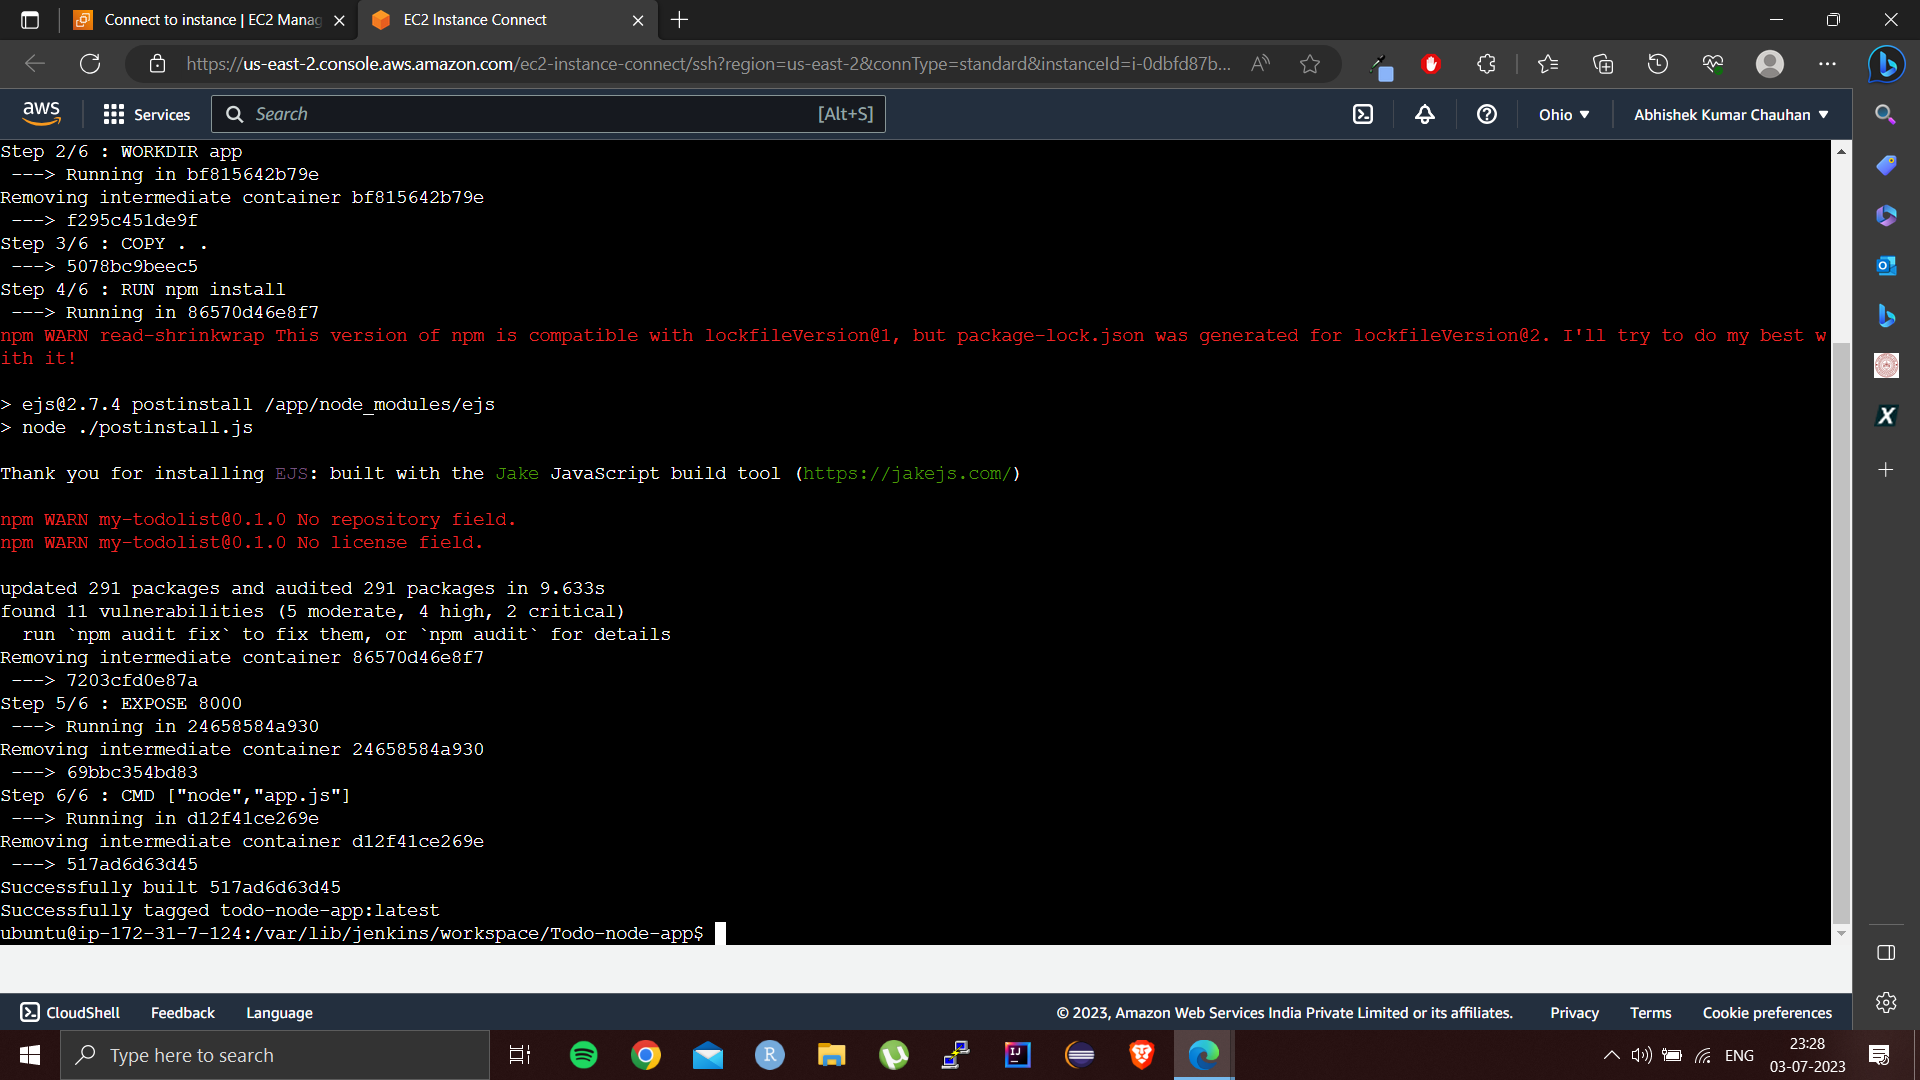 Connect to instance | EC2 Manag
EC2 Instance Connect
https://us-east-2.console.aws.amazon.com/ec2-instance-connect/ssh?region=us-east-2&connType=standard&instanceId=i-0dbfd87b...
aws
Services
Search
[Alt+S]
Ohio
Abhishek Kumar Chauhan
Step 2/6 : WORKDIR app
 ---> Running in bf815642b79e
Removing intermediate container bf815642b79e
 ---> f295c451de9f
Step 3/6 : COPY . .
 ---> 5078bc9beec5
Step 4/6 : RUN npm install
 ---> Running in 86570d46e8f7
npm WARN read-shrinkwrap This version of npm is compatible with lockfileVersion@1, but package-lock.json was generated for lockfileVersion@2. I'll try to do my best w
ith it!
> ejs@2.7.4 postinstall /app/node_modules/ejs
> node ./postinstall.js
Thank you for installing EJS: built with the Jake JavaScript build tool (https://jakejs.com/)
npm WARN my-todolist@0.1.0 No repository field.
npm WARN my-todolist@0.1.0 No license field.
updated 291 packages and audited 291 packages in 9.633s
found 11 vulnerabilities (5 moderate, 4 high, 2 critical)
  run `npm audit fix` to fix them, or `npm audit` for details
Removing intermediate container 86570d46e8f7
 ---> 7203cfd0e87a
Step 5/6 : EXPOSE 8000
 ---> Running in 24658584a930
Removing intermediate container 24658584a930
 ---> 69bbc354bd83
Step 6/6 : CMD ["node","app.js"]
 ---> Running in d12f41ce269e
Removing intermediate container d12f41ce269e
 ---> 517ad6d63d45
Successfully built 517ad6d63d45
Successfully tagged todo-node-app:latest
ubuntu@ip-172-31-7-124:/var/lib/jenkins/workspace/Todo-node-app$
CloudShell
Feedback
Language
© 2023, Amazon Web Services India Private Limited or its affiliates.
Privacy
Terms
Cookie preferences
Type here to search
ENG
23:28
03-07-2023